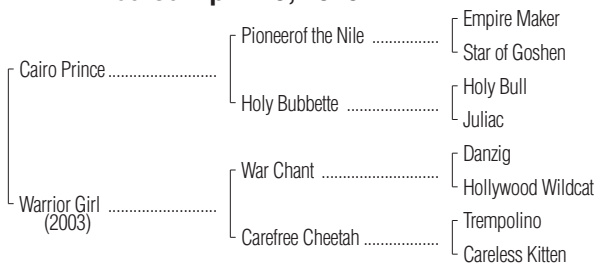 Empire Maker
Pioneerof the Nile ................
Star of Goshen
Cairo Prince ..........................
Holy Bull
Holy Bubbette ......................
Juliac
Danzig
War Chant ............................
Hollywood Wildcat
Warrior Girl ..........................
(2003)
Trempolino
Carefree Cheetah ..................
Careless Kitten